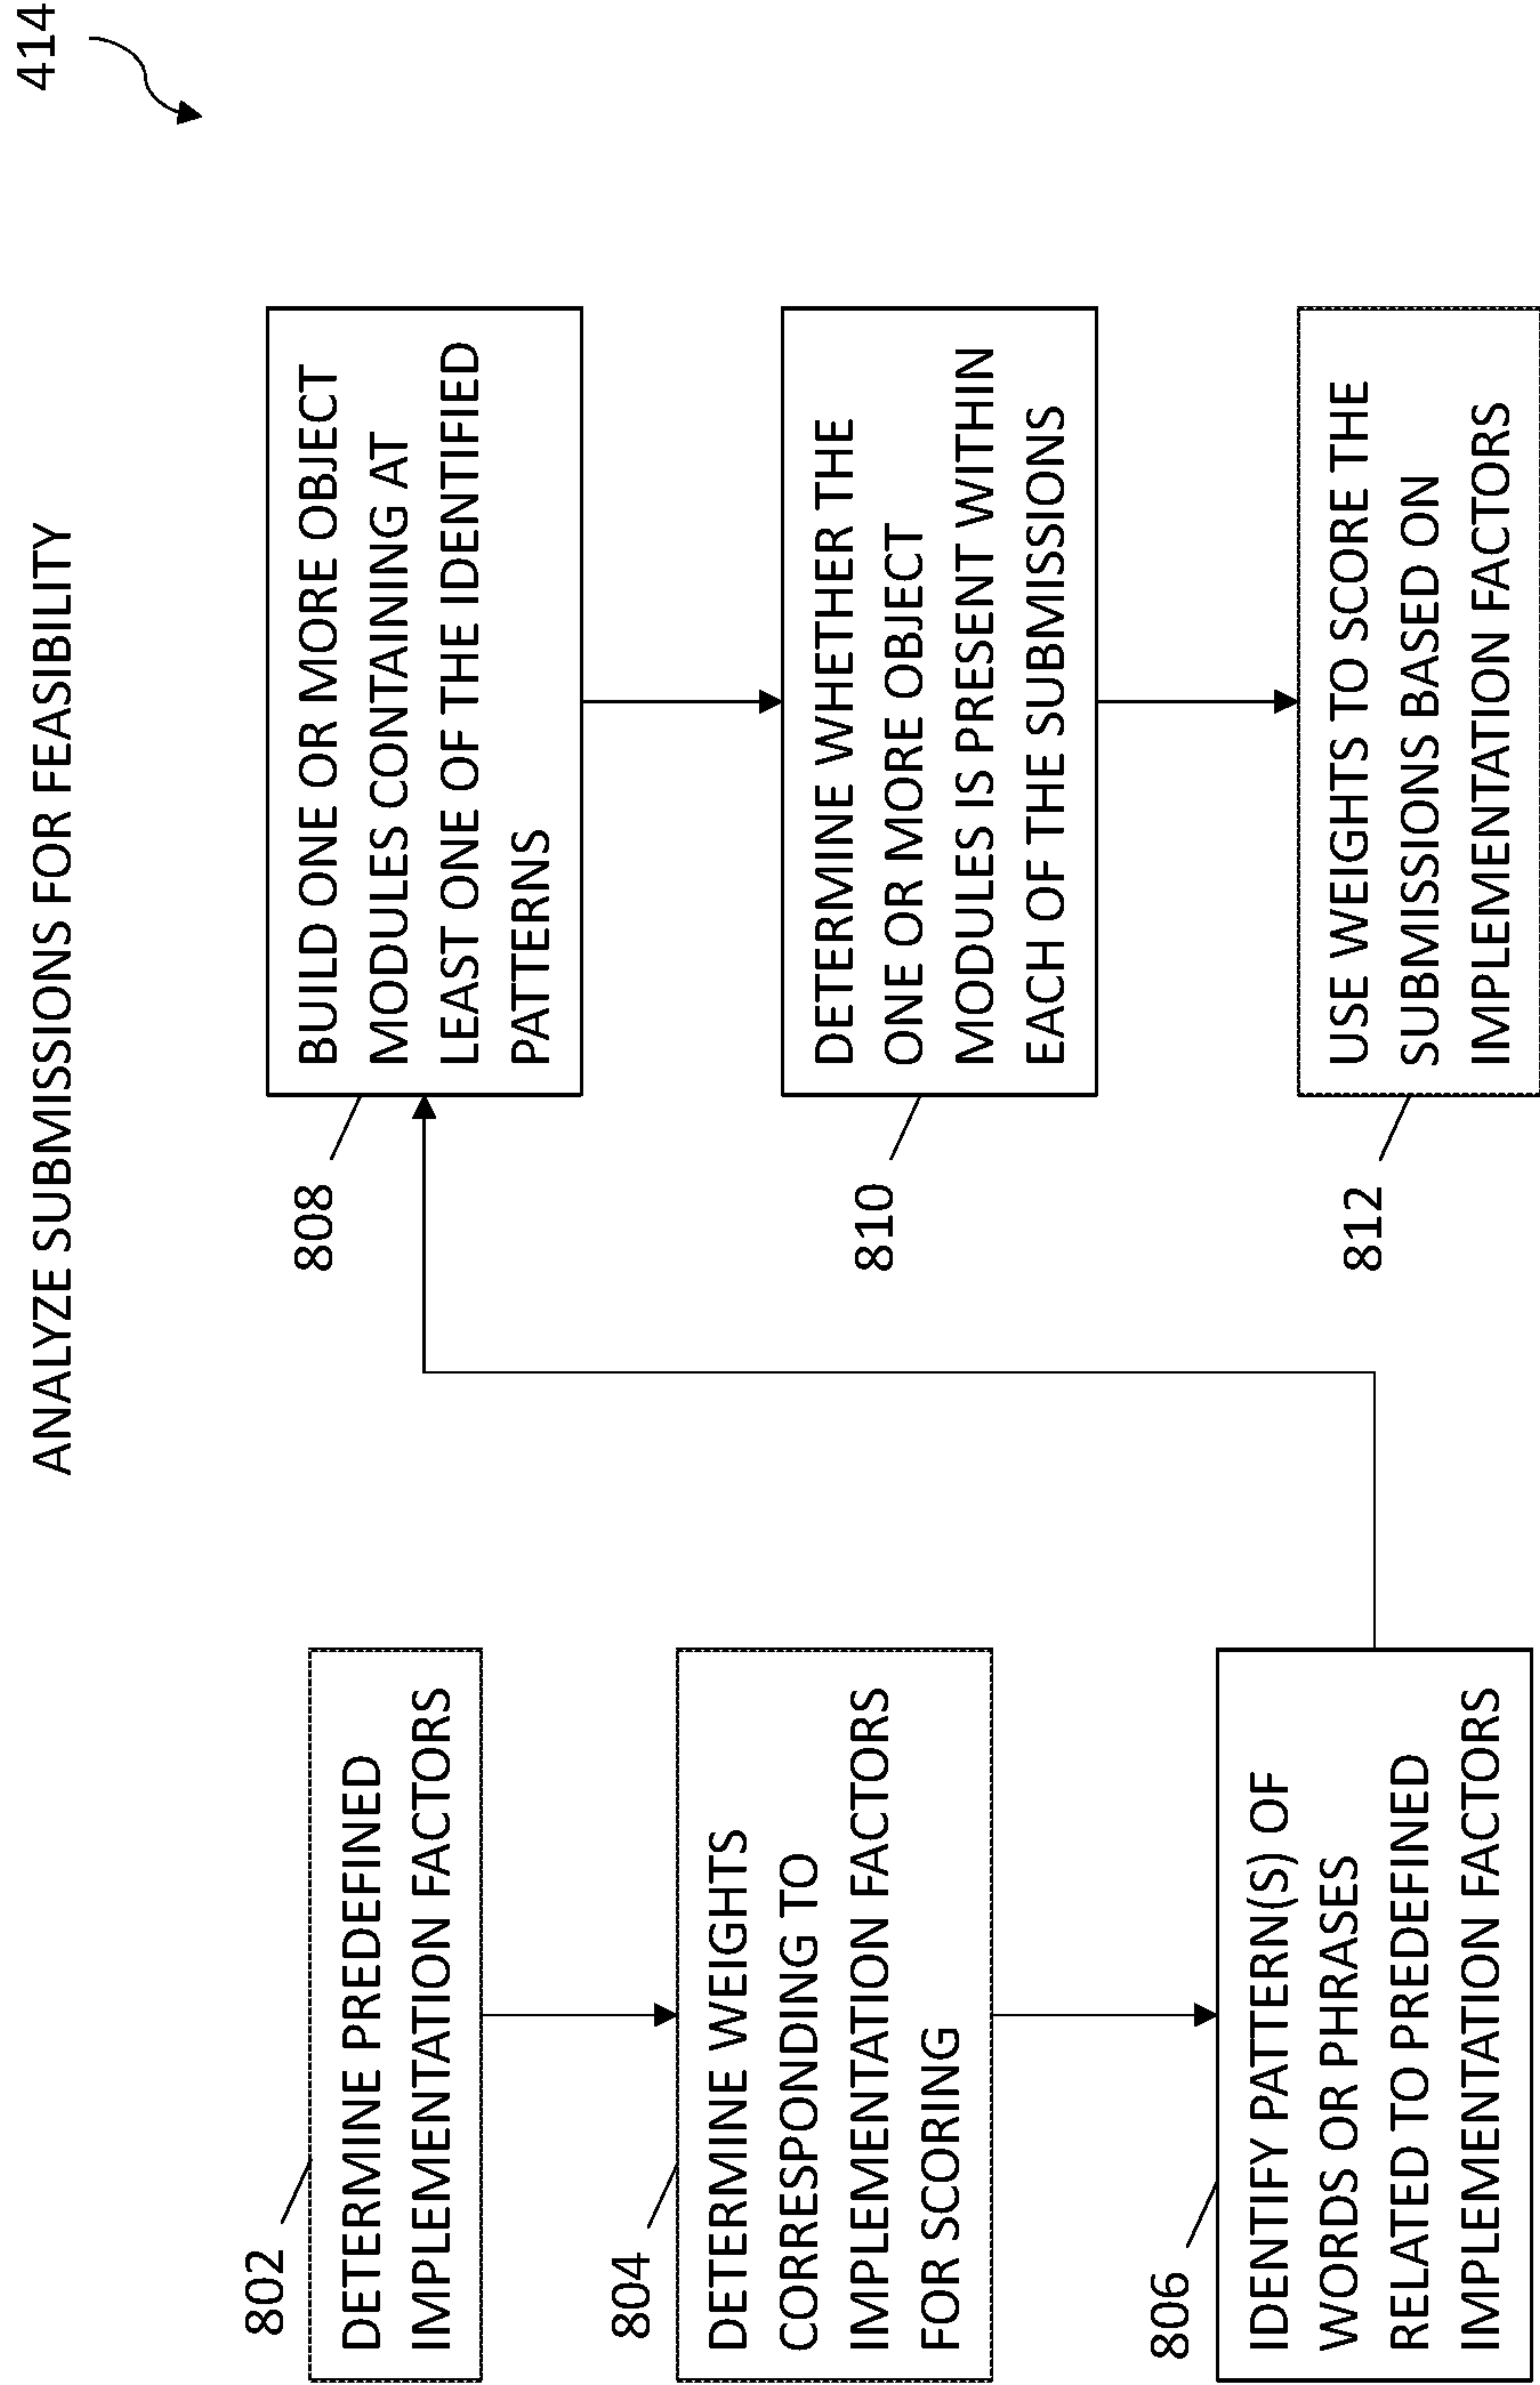 ANALYZE SUBMISSIONS FOR FEASIBILITY
414
802
DETERMINE PREDEFINED
IMPLEMENTATION FACTORS
804
DETERMINE WEIGHTS
CORRESPONDING TO
IMPLEMENTATION FACTORS
FOR SCORING
806
IDENTIFY PATTERN(S) OF
WORDS OR PHRASES
RELATED TO PREDEFINED
IMPLEMENTATION FACTORS
808
BUILD ONE OR MORE OBJECT
MODULES CONTAINING AT
LEAST ONE OF THE IDENTIFIED
PATTERNS
810
DETERMINE WHETHER THE
ONE OR MORE OBJECT
MODULES IS PRESENT WITHIN
EACH OF THE SUBMISSIONS
812
USE WEIGHTS TO SCORE THE
SUBMISSIONS BASED ON
IMPLEMENTATION FACTORS